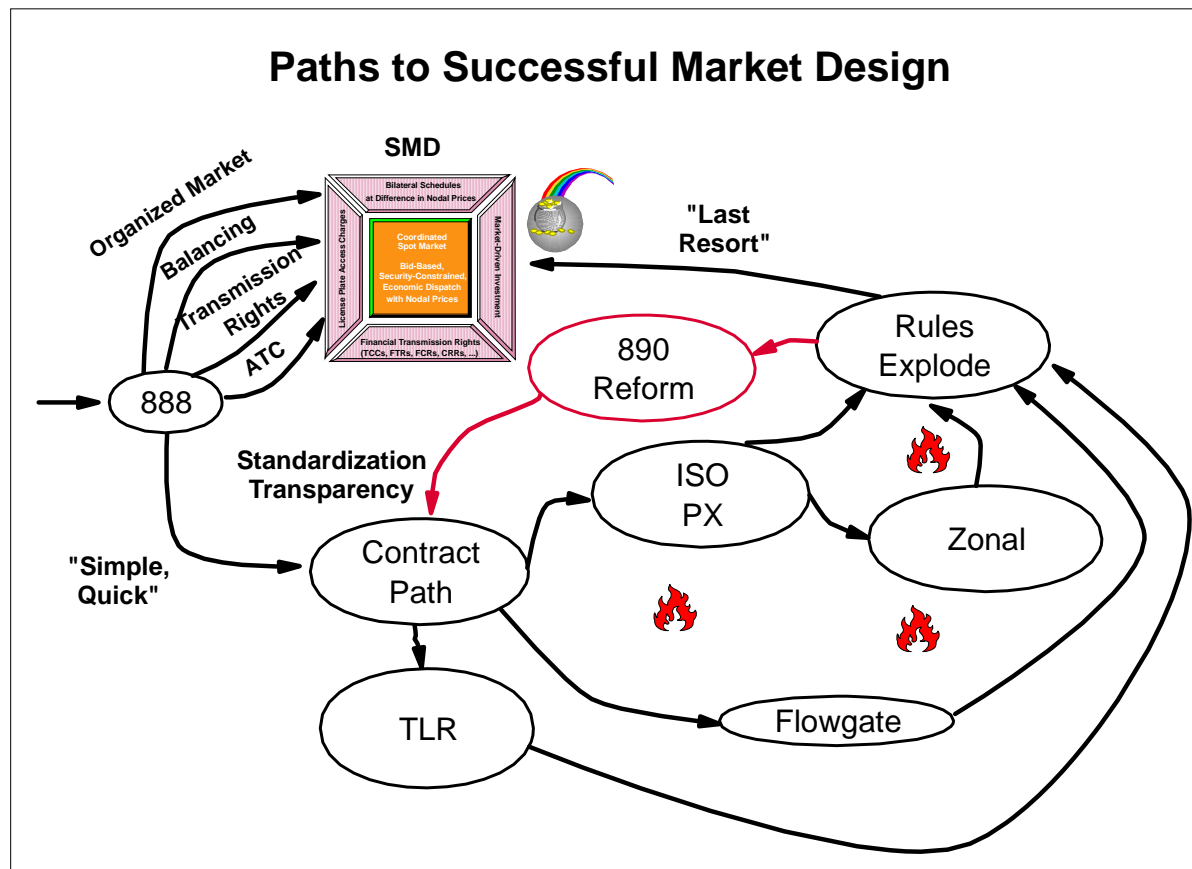 Paths to Successful Market Design
SMD
Organized Market
Balancing
Transmission
Rights
ATC
Bilateral Schedules
at Difference in Nodal Prices
License Plate Access Charges
Coordinated
Spot Market
Bid-Based,
Security-Constrained,
Economic Dispatch
with Nodal Prices
Market-Driven Investment
Financial Transmission Rights
(TCCs, FTRs, FCRs, CRRs, ...)
"Last
Resort"
Rules
Explode
890
Reform
888
Standardization
Transparency
ISO
PX
Zonal
"Simple,
Quick"
Contract
Path
TLR
Flowgate